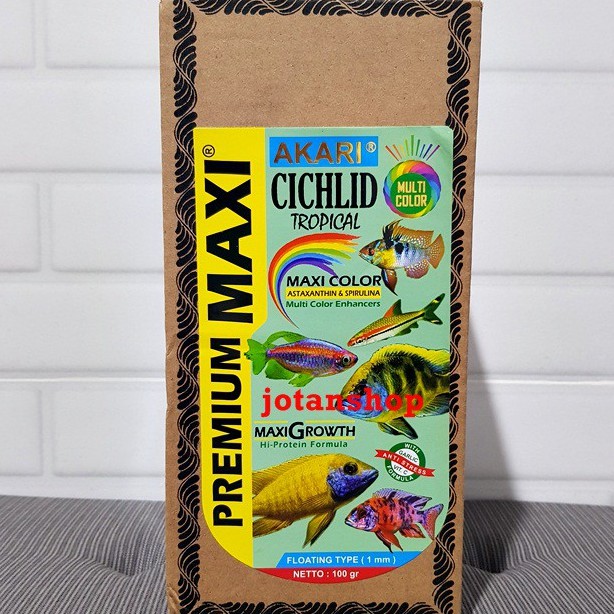 PREMIUM MAXI®
AKARI®
CICHLID
TROPICAL
MULTI
COLOR
MAXI COLOR
ASTAXANTHIN & SPIRULINA
Multi Color Enhancers
jotanshop
MAXIGROWTH
Hi-Protein Formula
WITH
GARLIC
ANTI STRESS
VIT C
FORMULA
FLOATING TYPE ( 1 mm )
NETTO : 100 gr